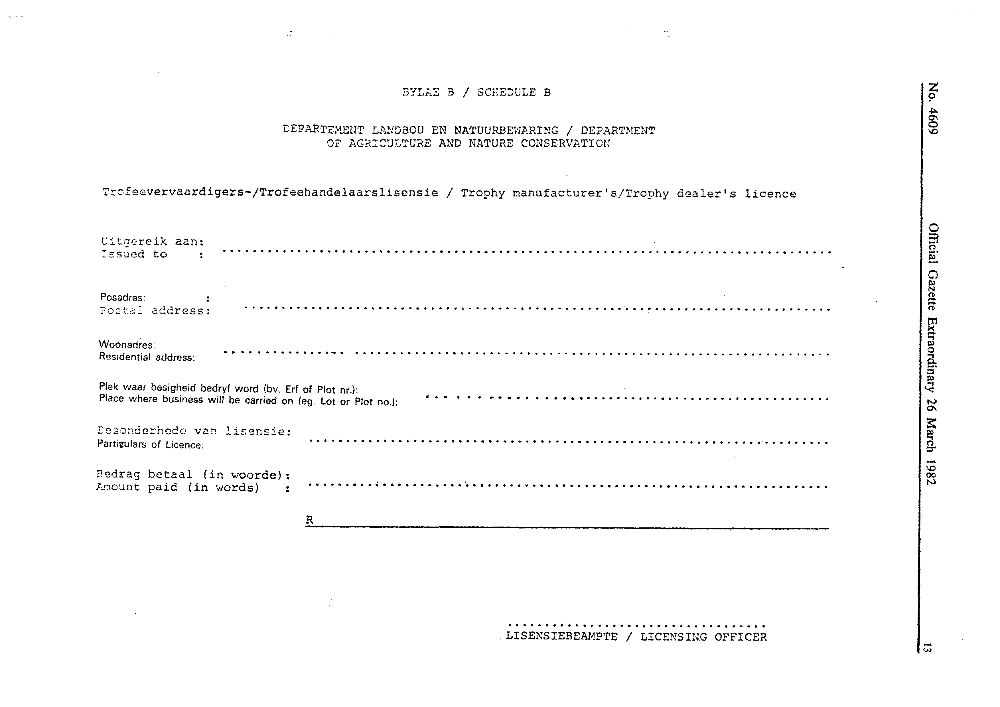 BYLAE B / SCHEDULE B
DEPARTEMENT LANDBOU EN NATUURBEWARING / DEPARTMENT
OF AGRICULTURE AND NATURE CONSERVATION
Trofeevervaardigers-/Trofeehandelaarslisensie / Trophy manufacturer's/Trophy dealer's licence
Uitgereik aan:
Issued to :
Posadres: :
Postal address:
Woonadres:
Residential address:
Plek waar besigheid bedryf word (bv. Erf of Plot nr.):
Place where business will be carried on (eg. Lot or Plot no.):
Besonderhede van lisensie:
Particulars of Licence:
Bedrag betaal (in woorde):
Amount paid (in words) :
R
LISENSIEBEAMPTE / LICENSING OFFICER
No. 4609 Official Gazette Extraordinary 26 March 1982 13